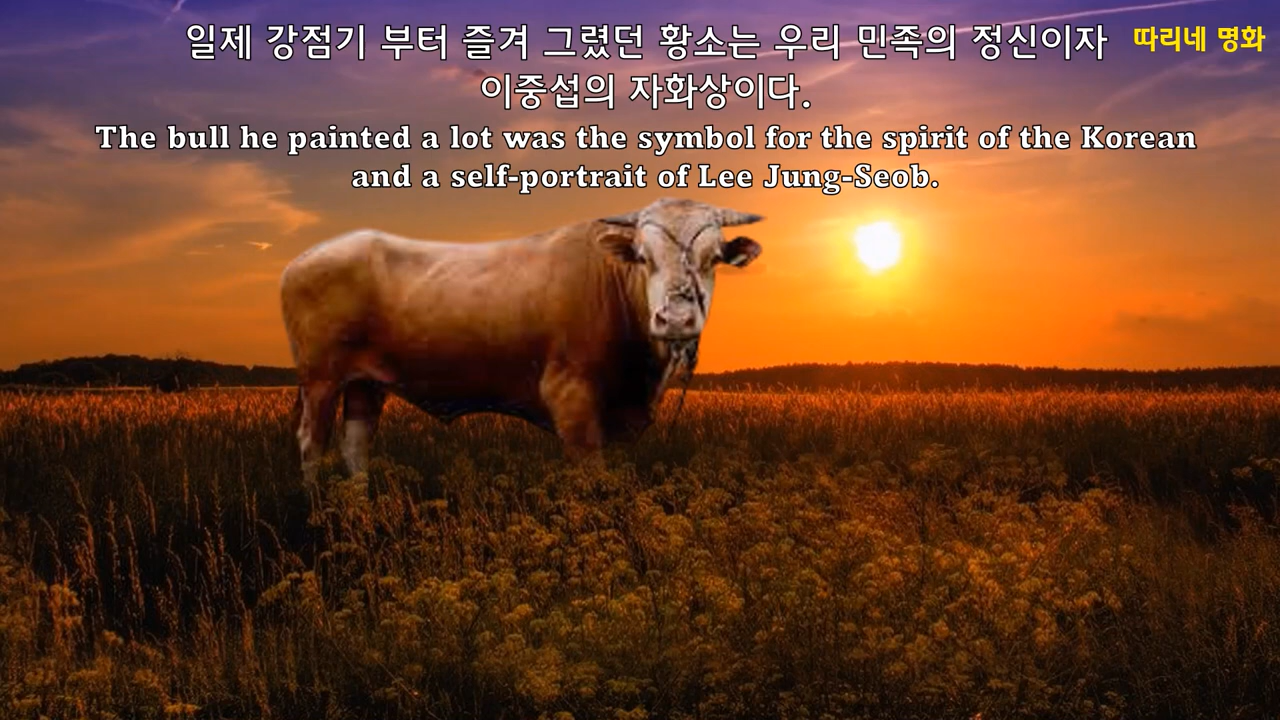 일제 강점기 부터 즐겨 그렸던 황소는 우리 민족의 정신이자
따리네 명화
이중섭의 자화상이다.
The bull he painted a lot was the symbol for the spirit of the Korean
and a self-portrait of Lee Jung-Seob.